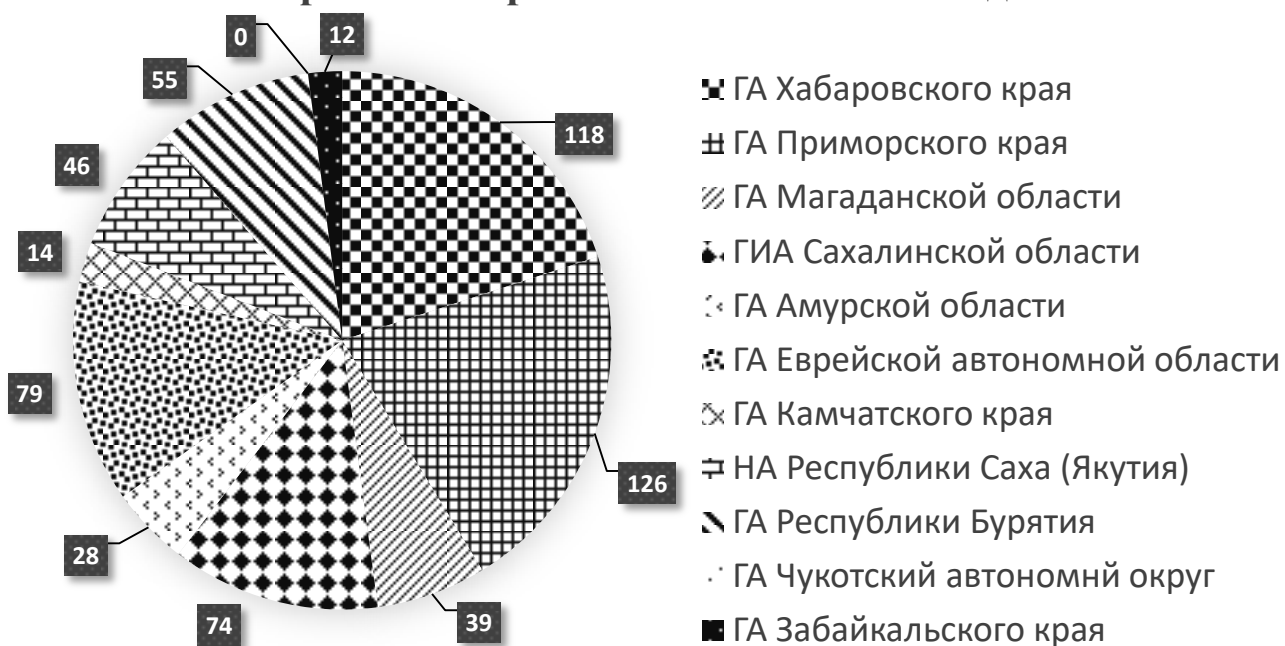 0
12
55
118
46
14
79
126
28
74
39
ГА Хабаровского края
ГА Приморского края
ГА Магаданской области
ГИА Сахалинской области
ГА Амурской области
ГА Еврейской автономной области
ГА Камчатского края
НА Республики Саха (Якутия)
ГА Республики Бурятия
ГА Чукотский автономнй округ
ГА Забайкальского края